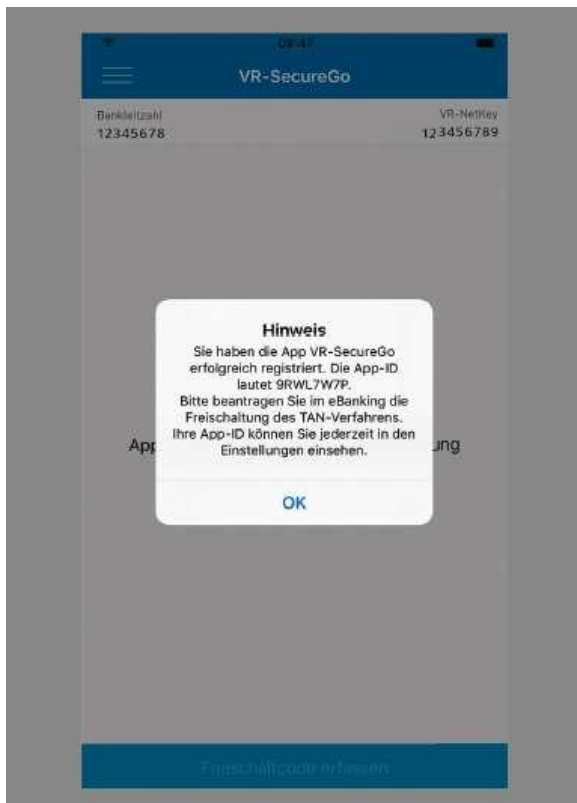 09:41
VR-SecureGo
Bankleitzahl VR-NetKey
12345678 123456789
Hinweis
Sie haben die App VR-SecureGo
erfolgreich registriert. Die App-ID
lautet 9RWL7W7P.
Bitte beantragen Sie im eBanking die
Freischaltung des TAN-Verfahrens.
Ihre App-ID können Sie jederzeit in den
Einstellungen einsehen.
App ung
OK
Freischaltcode erfassen